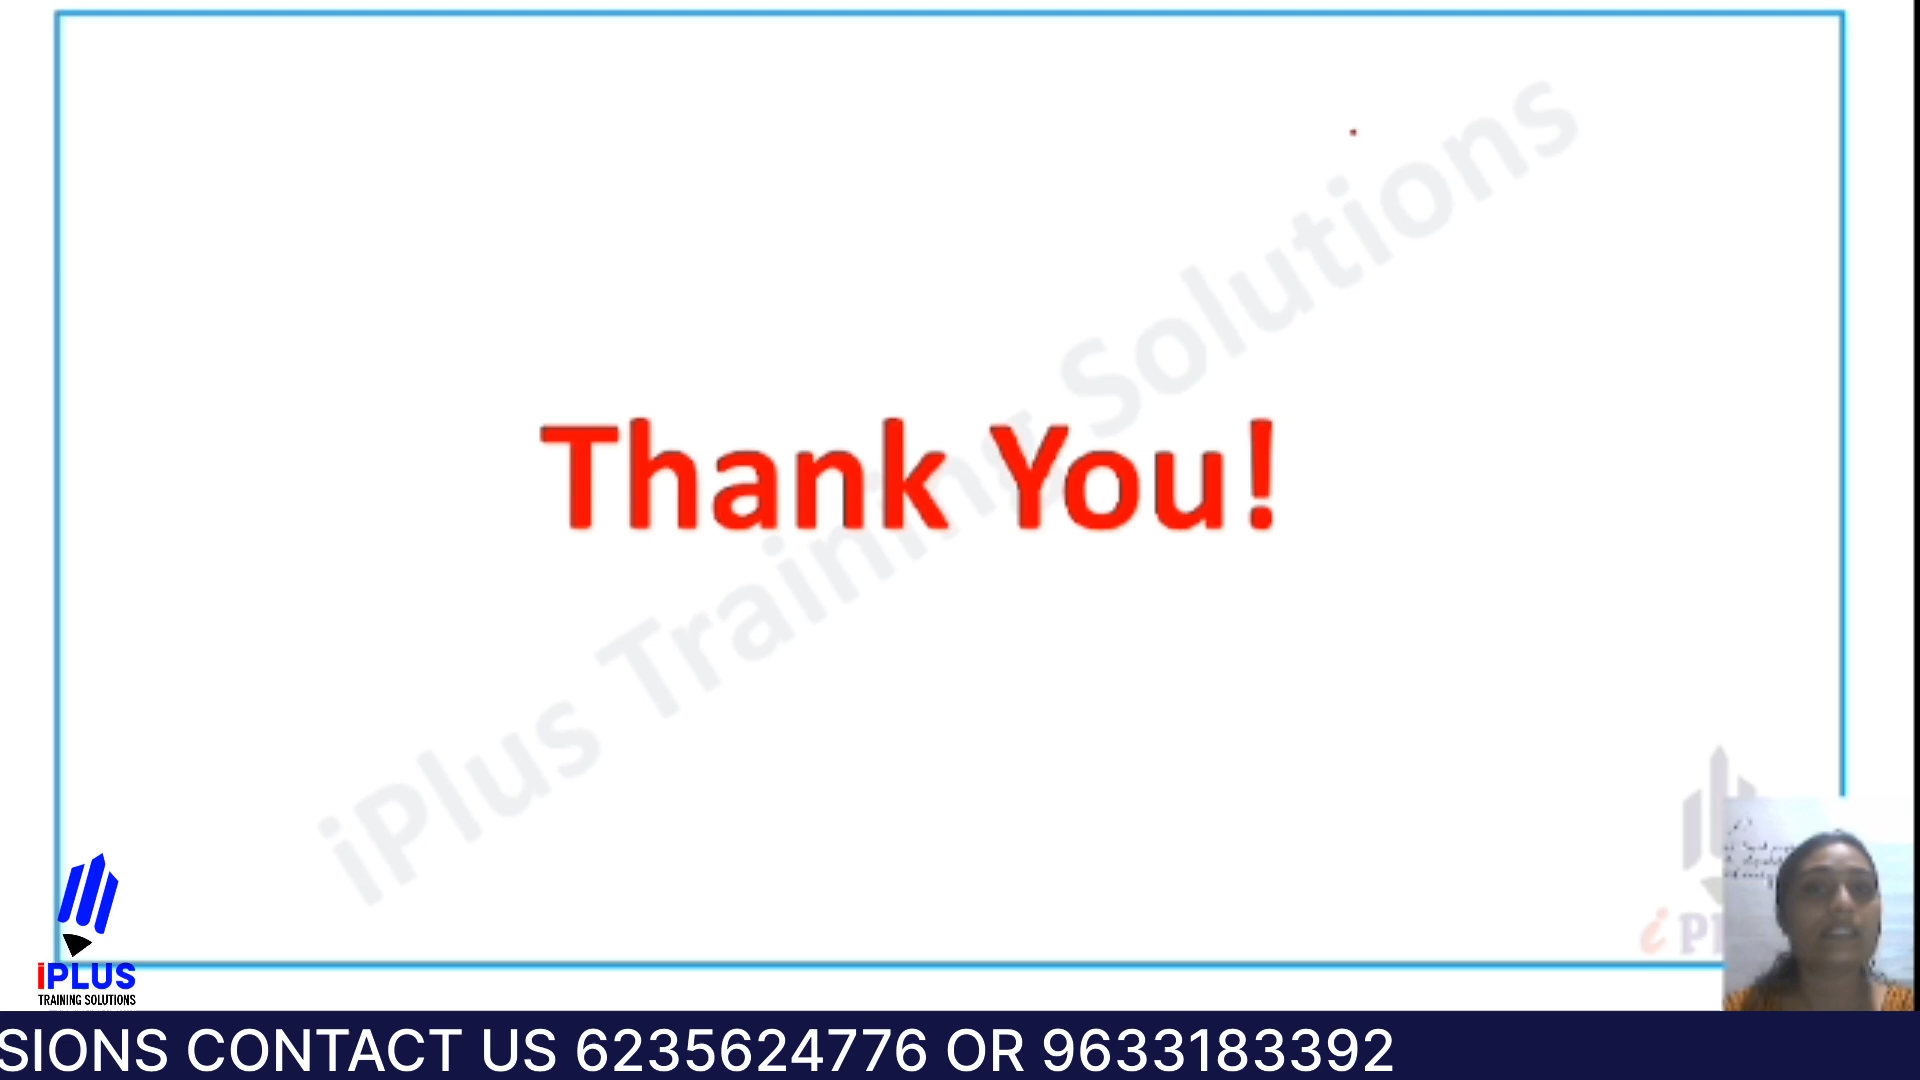 iPlus Training Solutions
Thank You!
iPLUS
TRAINING SOLUTIONS
SIONS CONTACT US 6235624776 OR 9633183392